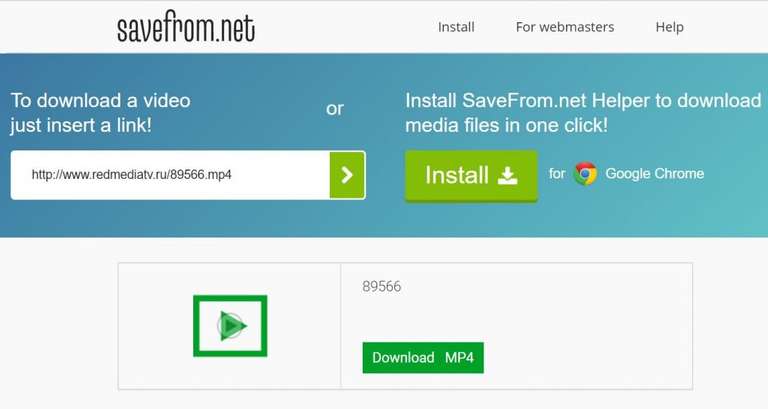 savefrom.net
Install
For webmasters
Help
To download a video
just insert a link!
or
Install SaveFrom.net Helper to download
media files in one click!
http://www.redmediatv.ru/89566.mp4
Install
for
Google Chrome
89566
Download MP4